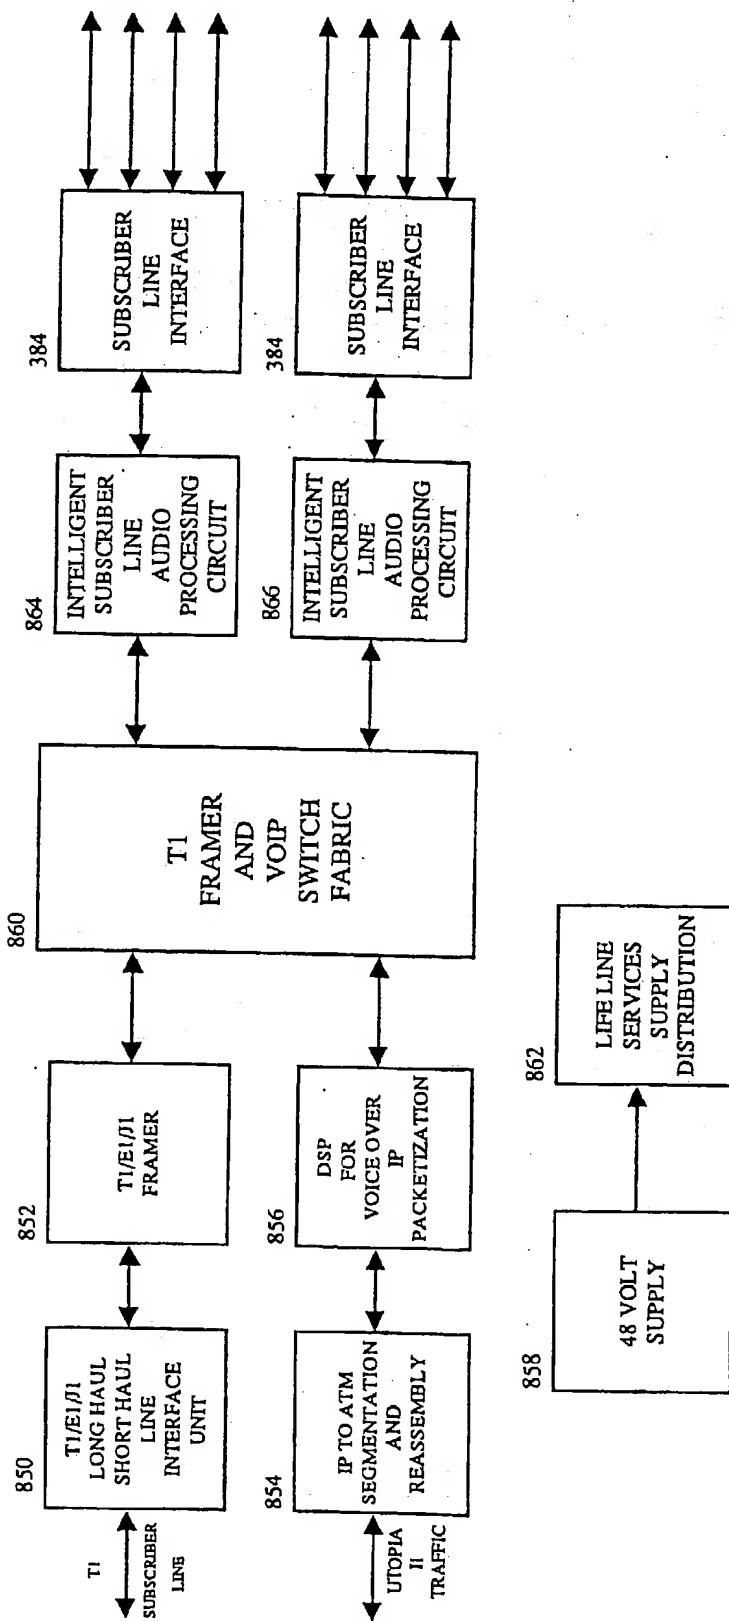 T1
SUBSCRIBER
LINE
850
T1/E1/J1
LONG HAUL
SHORT HAUL
LINE
INTERFACE
UNIT
852
T1/E1/J1
FRAMER
860
T1
FRAMER
AND
VOIP
SWITCH
FABRIC
864
INTELLIGENT
SUBSCRIBER
LINE
AUDIO
PROCESSING
CIRCUIT
384
SUBSCRIBER
LINE
INTERFACE
UTOPIA
II
TRAFFIC
854
IP TO ATM
SEGMENTATION
AND
REASSEMBLY
856
DSP
FOR
VOICE OVER
IP
PACKETIZATION
866
INTELLIGENT
SUBSCRIBER
LINE
AUDIO
PROCESSING
CIRCUIT
384
SUBSCRIBER
LINE
INTERFACE
858
48 VOLT
SUPPLY
862
LIFE LINE
SERVICES
SUPPLY
DISTRIBUTION